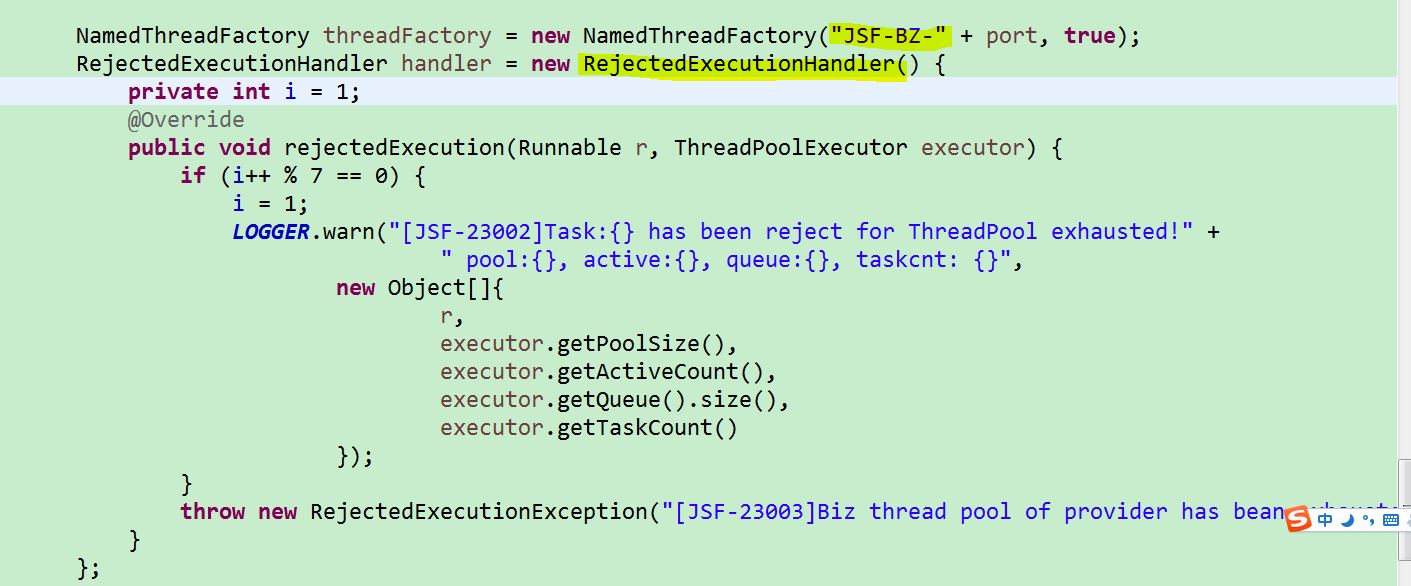 NamedThreadFactory threadFactory = new NamedThreadFactory("JSF-BZ-" + port, true);
RejectedExecutionHandler handler = new RejectedExecutionHandler() {
private int i = 1;
@Override
public void rejectedExecution(Runnable r, ThreadPoolExecutor executor) {
if (i++ % 7 == 0) {
i = 1;
LOGGER.warn("[JSF-23002]Task:{} has been reject for ThreadPool exhausted!" +
" pool:{}, active:{}, queue:{}, taskcnt: {}",
new Object[]{
r,
executor.getPoolSize(),
executor.getActiveCount(),
executor.getQueue().size(),
executor.getTaskCount()
});
}
throw new RejectedExecutionException("[JSF-23003]Biz thread pool of provider has bean
}
};
中